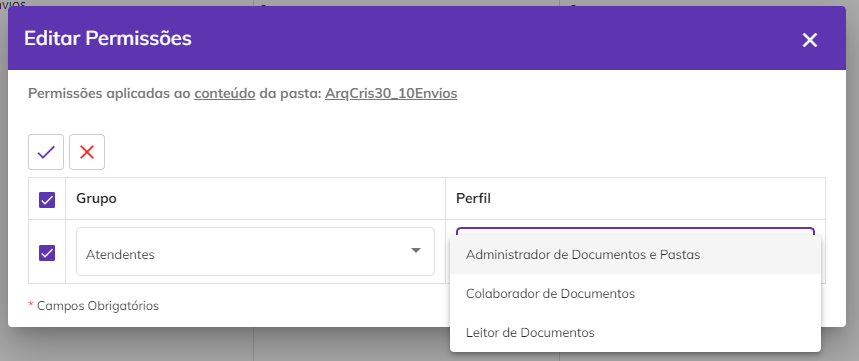 Editar Permissões
Permissões aplicadas ao conteúdo da pasta: ArqCris30_10Envios
Grupo
Perfil
Atendentes
Administrador de Documentos e Pastas
Colaborador de Documentos
Leitor de Documentos
* Campos Obrigatórios